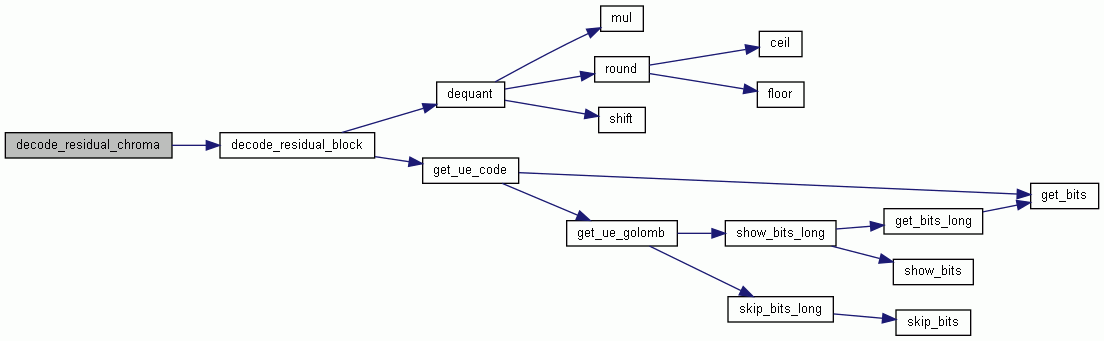 mul
ceil
round
dequant
floor
shift
decode_residual_chroma
decode_residual_block
get_ue_code
get_bits
get_bits_long
get_ue_golomb
show_bits_long
show_bits
skip_bits_long
skip_bits